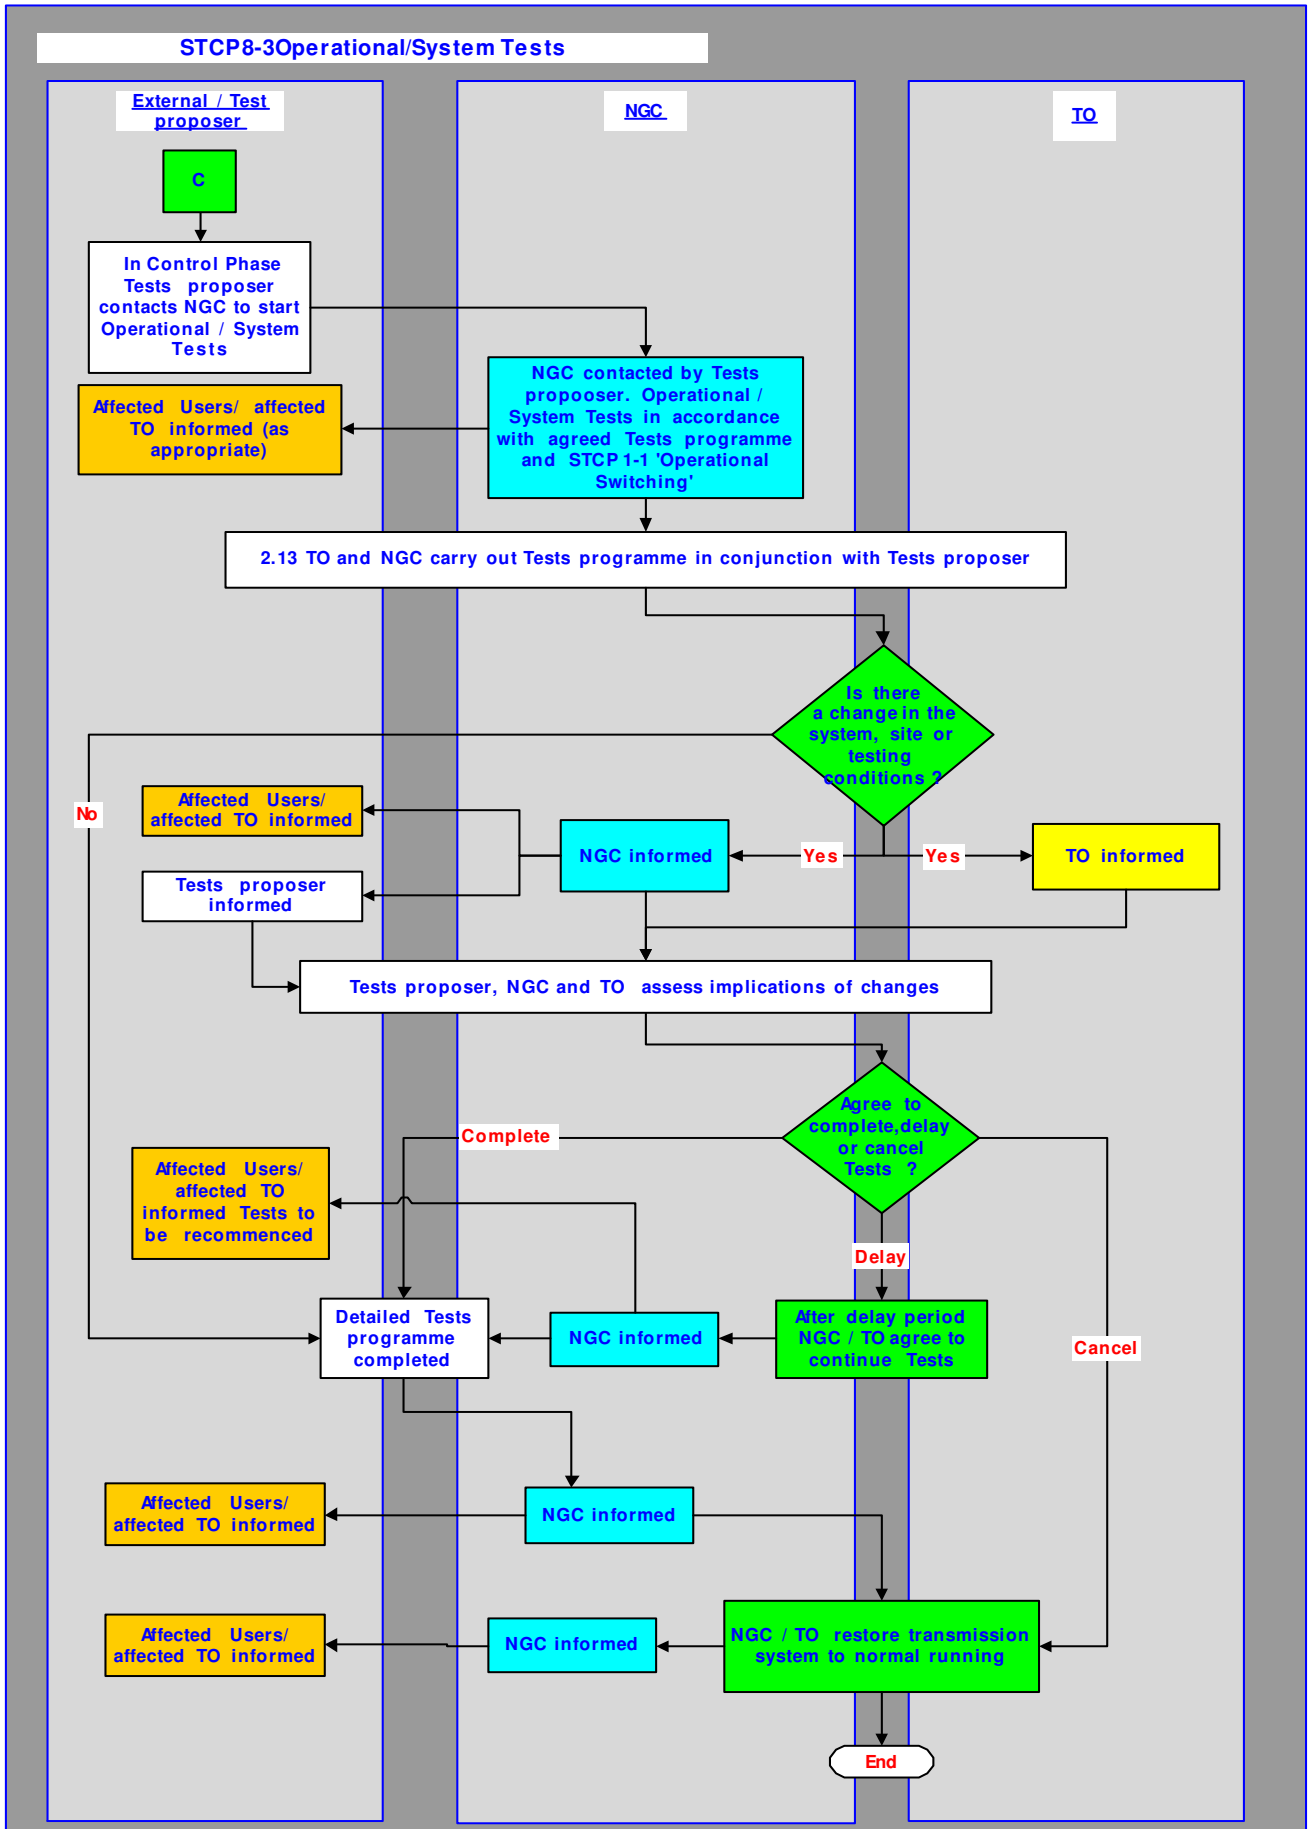 STCP8-3Operational/System Tests
External / Test
proposer
NGC
TO
C
In Control Phase
Tests proposer
contacts NGC to start
Operational / System
Tests
NGC contacted by Tests
propooser. Operational /
System Tests in accordance
with agreed Tests programme
and STCP 1-1 'Operational
Switching'
Affected Users/ affected
TO informed (as
appropriate)
2.13 TO and NGC carry out Tests programme in conjunction with Tests proposer
Is there
a change in the
system, site or
testing
conditions ?
No
Affected Users/
affected TO informed
NGC informed
Yes
Yes
TO informed
Tests proposer
informed
Tests proposer, NGC and TO assess implications of changes
Agree to
complete,delay
or cancel
Tests ?
Complete
Affected Users/
affected TO
informed Tests to
be recommenced
Delay
Detailed Tests
programme
completed
NGC informed
After delay period
NGC / TO agree to
continue Tests
Cancel
Affected Users/
affected TO informed
NGC informed
Affected Users/
affected TO informed
NGC informed
NGC / TO restore transmission
system to normal running
End